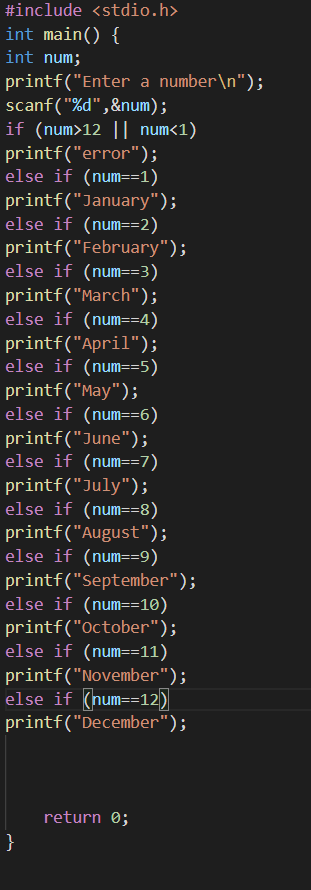 #include <stdio.h>
int main() {
int num;
printf("Enter a number\n");
scanf("%d",&num);
if (num>12 || num<1)
printf("error");
else if (num==1)
printf("January");
else if (num==2)
printf("February");
else if (num==3)
printf("March");
else if (num==4)
printf("April");
else if (num==5)
printf("May");
else if (num==6)
printf("June");
else if (num==7)
printf("July");
else if (num==8)
printf("August");
else if (num==9)
printf("September");
else if (num==10)
printf("October");
else if (num==11)
printf("November");
else if (num==12)
printf("December");
    return 0;
}